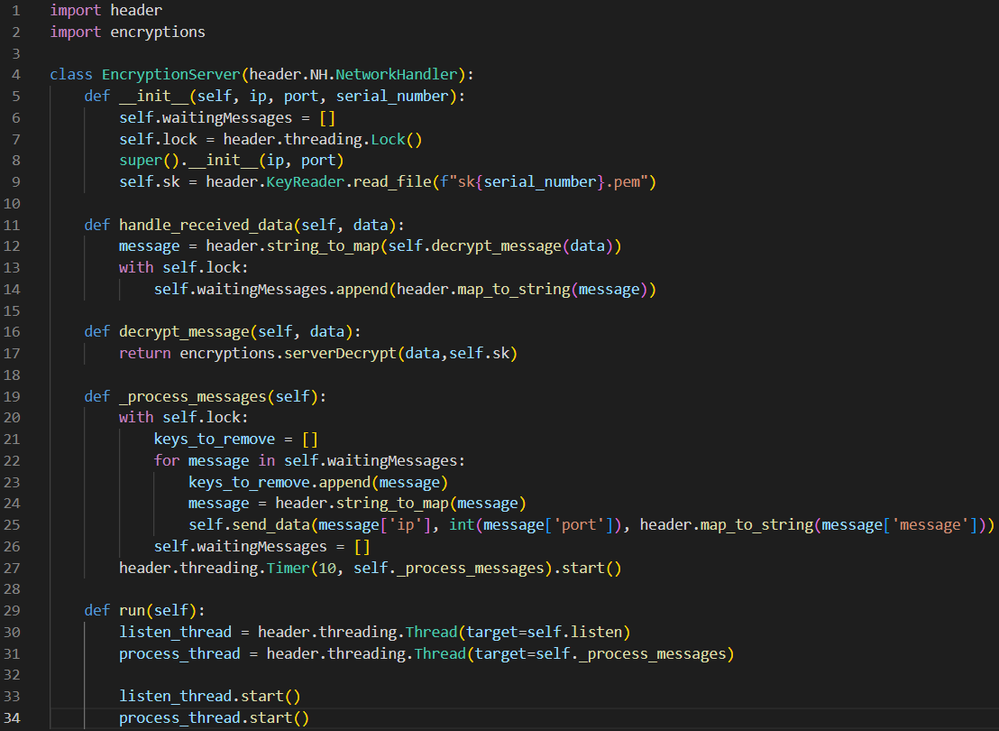 1 import header
2 import encryptions
3
4 class EncryptionServer(header.NH.NetworkHandler):
5     def __init__(self, ip, port, serial_number):
6         self.waitingMessages = []
7         self.lock = header.threading.Lock()
8         super().__init__(ip, port)
9         self.sk = header.KeyReader.read_file(f"sk{serial_number}.pem")
10
11     def handle_received_data(self, data):
12         message = header.string_to_map(self.decrypt_message(data))
13         with self.lock:
14             self.waitingMessages.append(header.map_to_string(message))
15
16     def decrypt_message(self, data):
17         return encryptions.serverDecrypt(data,self.sk)
18
19     def _process_messages(self):
20         with self.lock:
21             keys_to_remove = []
22             for message in self.waitingMessages:
23                 keys_to_remove.append(message)
24                 message = header.string_to_map(message)
25                 self.send_data(message['ip'], int(message['port']), header.map_to_string(message['message']))
26             self.waitingMessages = []
27         header.threading.Timer(10, self._process_messages).start()
28
29     def run(self):
30         listen_thread = header.threading.Thread(target=self.listen)
31         process_thread = header.threading.Thread(target=self._process_messages)
32
33         listen_thread.start()
34         process_thread.start()